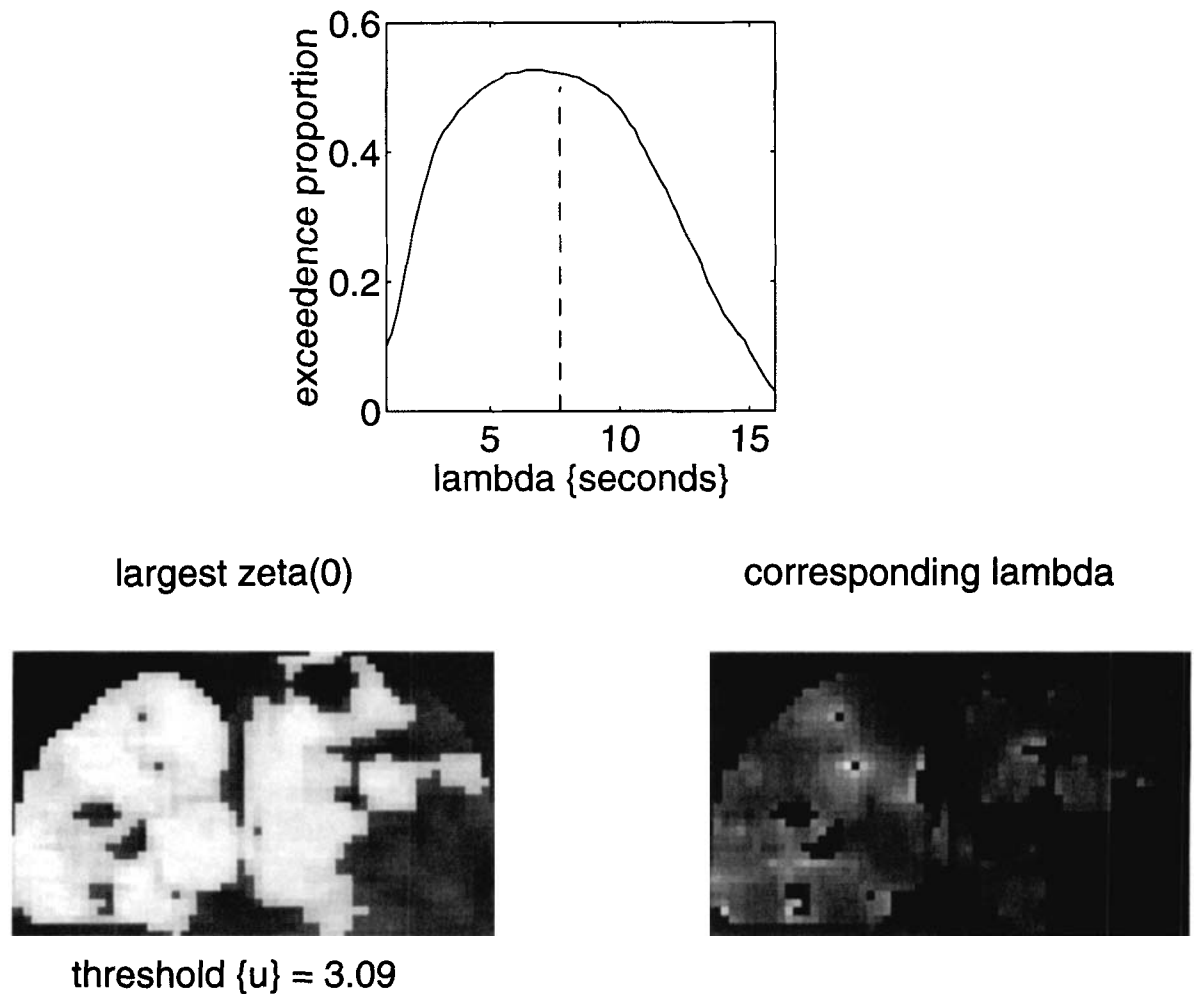 0.6
0.4
0.2
0
exceedence proportion
5 10 15
lambda {seconds}
largest zeta(0)
corresponding lambda
threshold {u} = 3.09